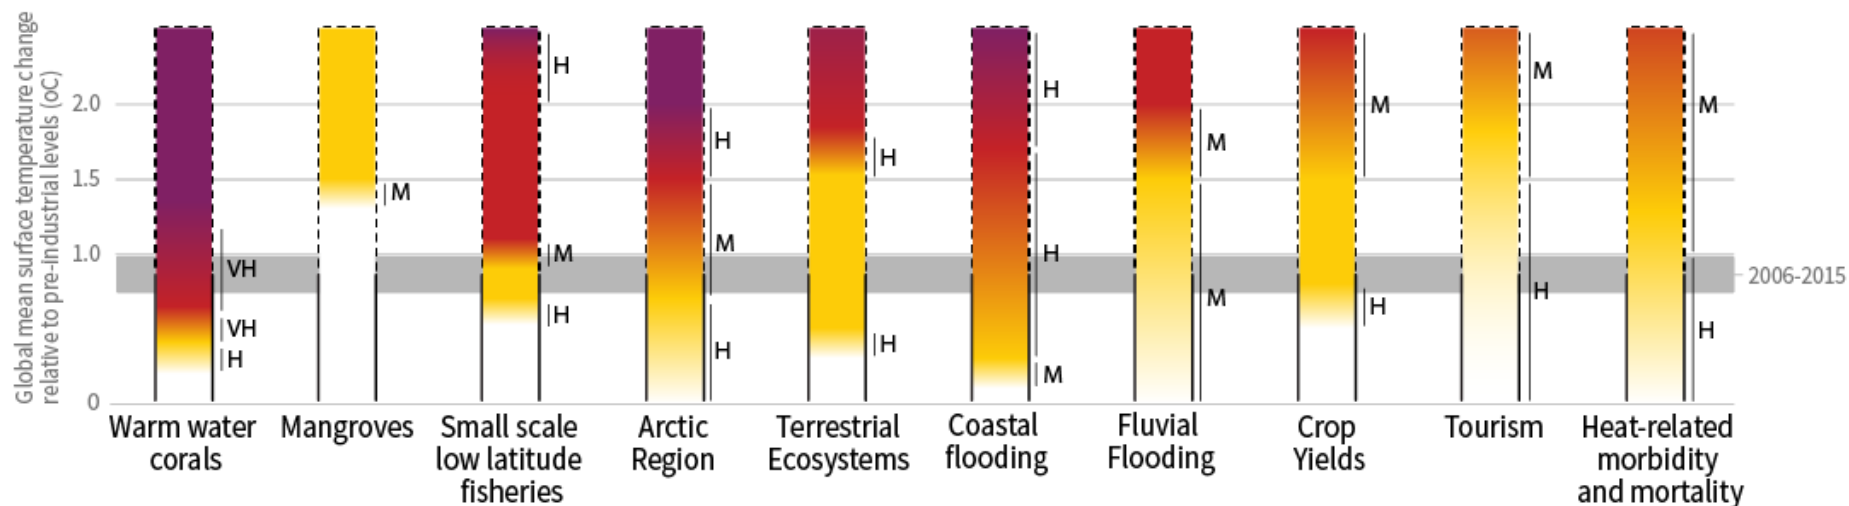 Global mean surface temperature change
relative to pre-industrial levels (oC)
2.0
1.5
1.0
0
VH
VH
H
M
H
M
H
H
M
H
H
H
H
H
M
M
M
M
H
M
H
M
H
2006-2015
Warm water
corals
Mangroves
Small scale
low latitude
fisheries
Arctic
Region
Terrestrial
Ecosystems
Coastal
flooding
Fluvial
Flooding
Crop
Yields
Tourism
Heat-related
morbidity
and mortality